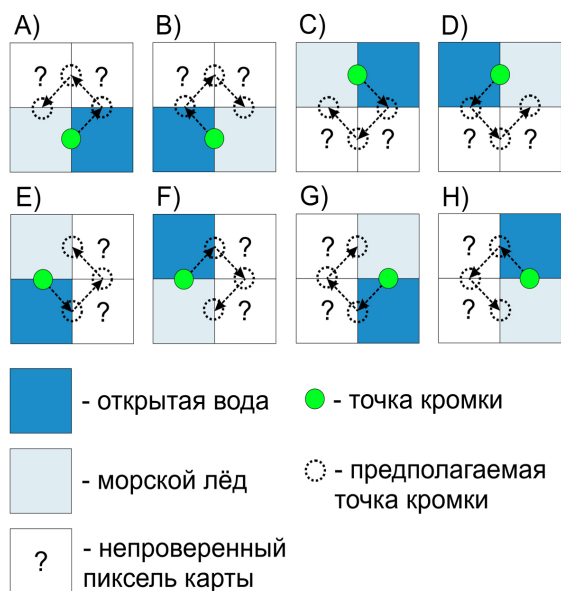 A) B) C) D)
? ? ? ? ? ? ? ?
E) F) G) H)
? ? ? ? ? ? ? ?
- открытая вода
- точка кромки
- морской лёд
- предполагаемая
точка кромки
? - непроверенный
пиксель карты